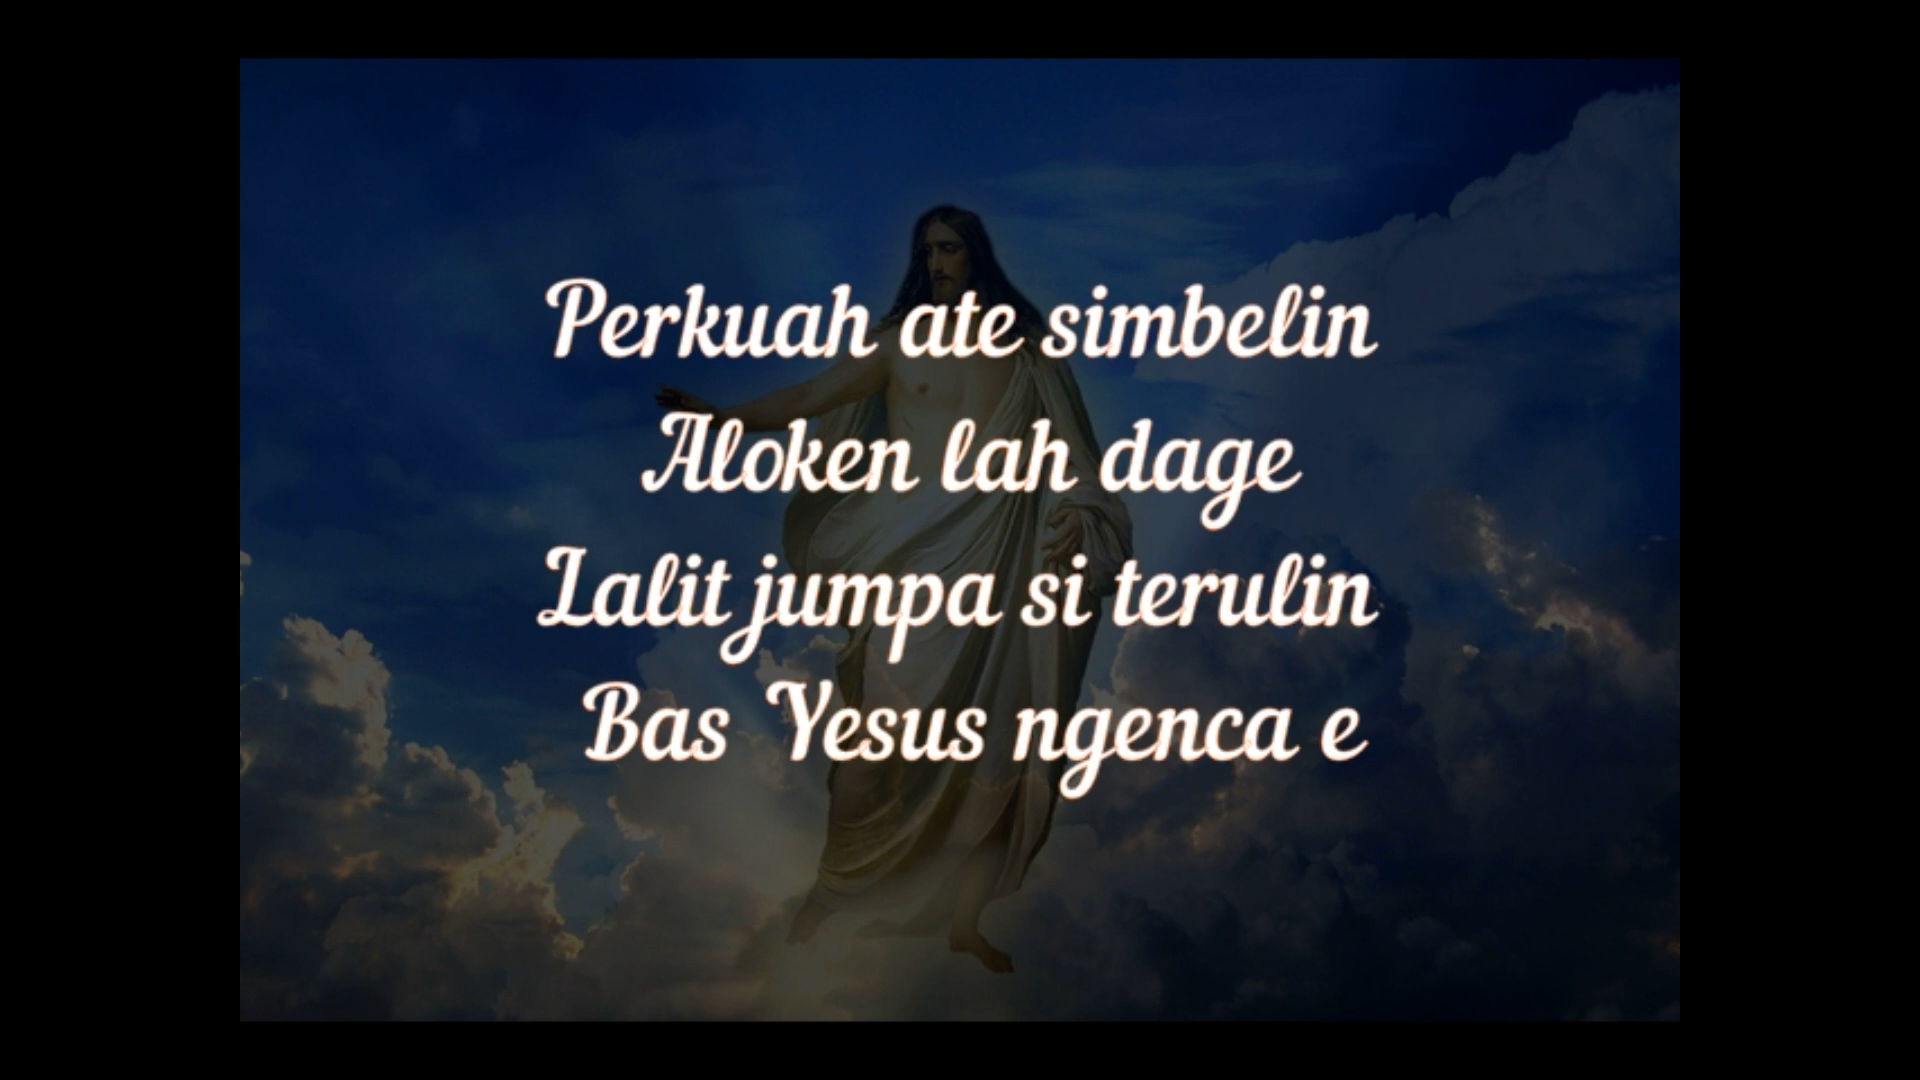 Perkuah ate simbelin
Aloken lah dage
Lalit jumpa si terulin
Bas Yesus ngenca e